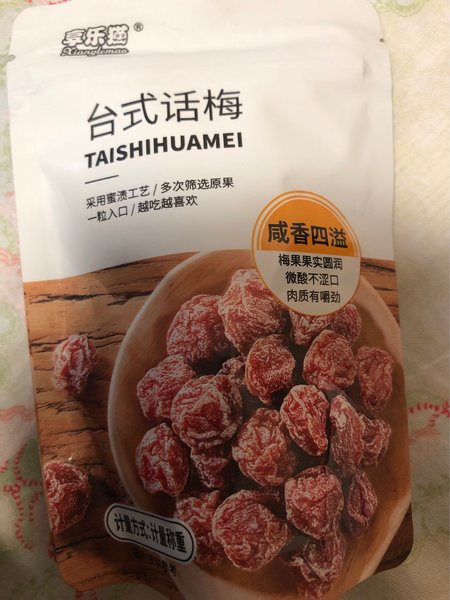 享乐猫®
Xianglemao
台式话梅
TAISHIHUAMEI
采用蜜渍工艺/多次筛选原果
一粒入口/越吃越喜欢
咸香四溢
梅果果实圆润
微酸不涩口
肉质有嚼劲
计量方式:计量称重